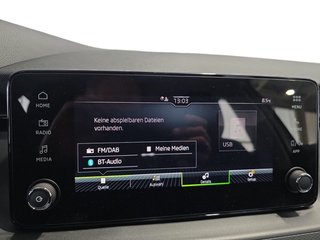 13:03
HOME
MENU
Keine abspielbaren Dateien
vorhanden.
RADIO
MEDIA
APP
USB
FM/DAB
Meine Medien
BT-Audio
Quelle
Auswahl
Details
Setup